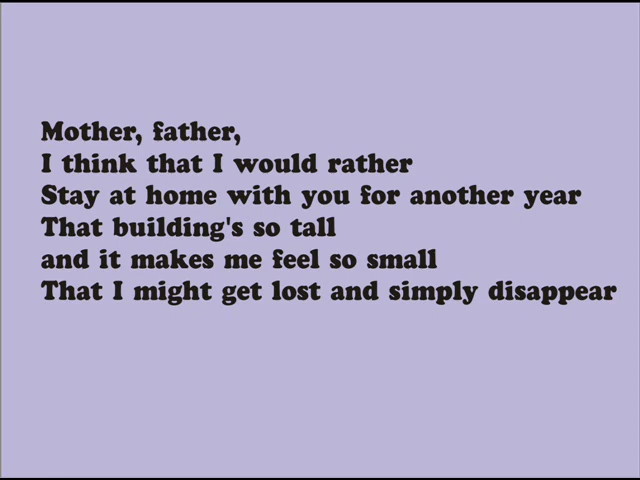 Mother, father,
I think that I would rather
Stay at home with you for another year
That building's so tall
and it makes me feel so small
That I might get lost and simply disappear